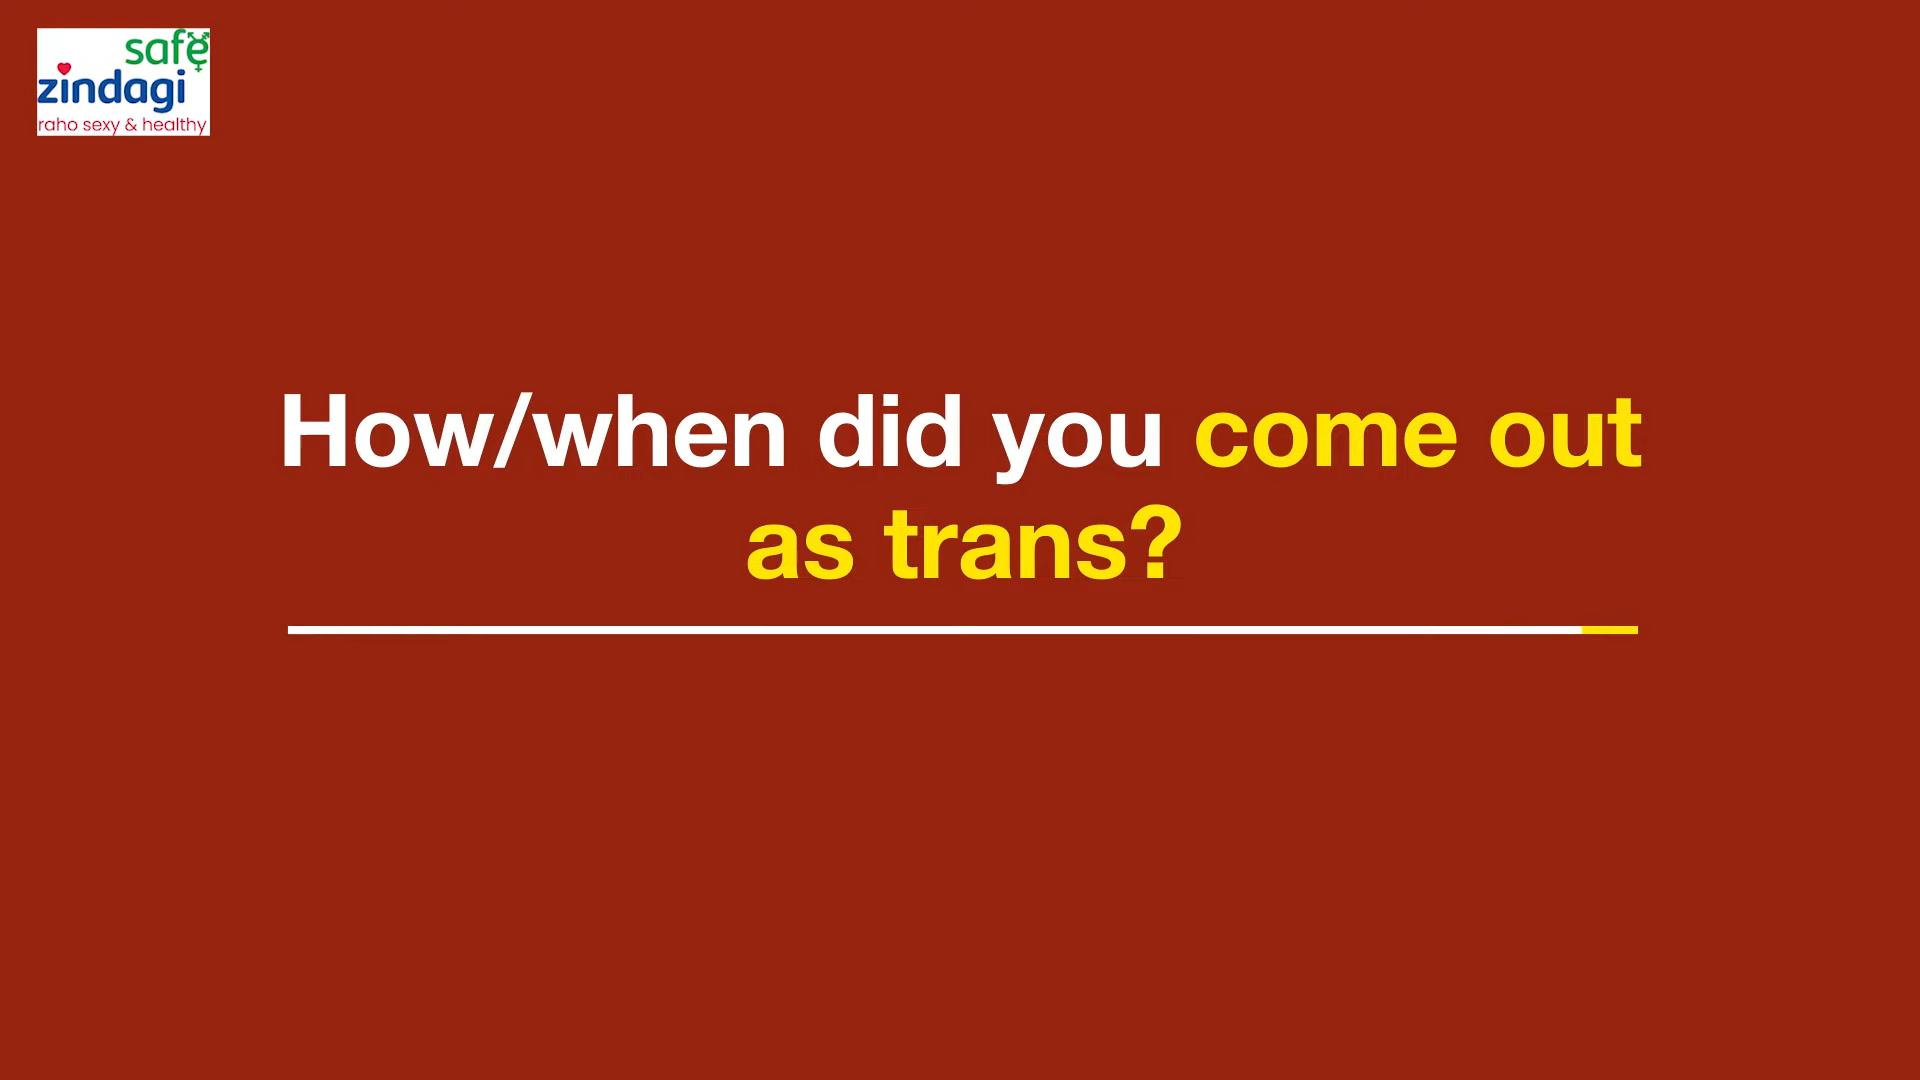 safe
zindagi
raho sexy & healthy
How/when did you come out
as trans?